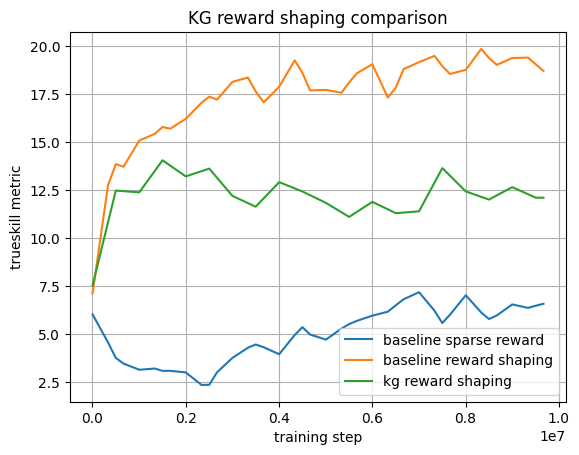 KG reward shaping comparison
trueskill metric
20.0
17.5
15.0
12.5
10.0
7.5
5.0
2.5
baseline sparse reward
baseline reward shaping
kg reward shaping
0.0 0.2 0.4 0.6 0.8 1.0
1e7
training step